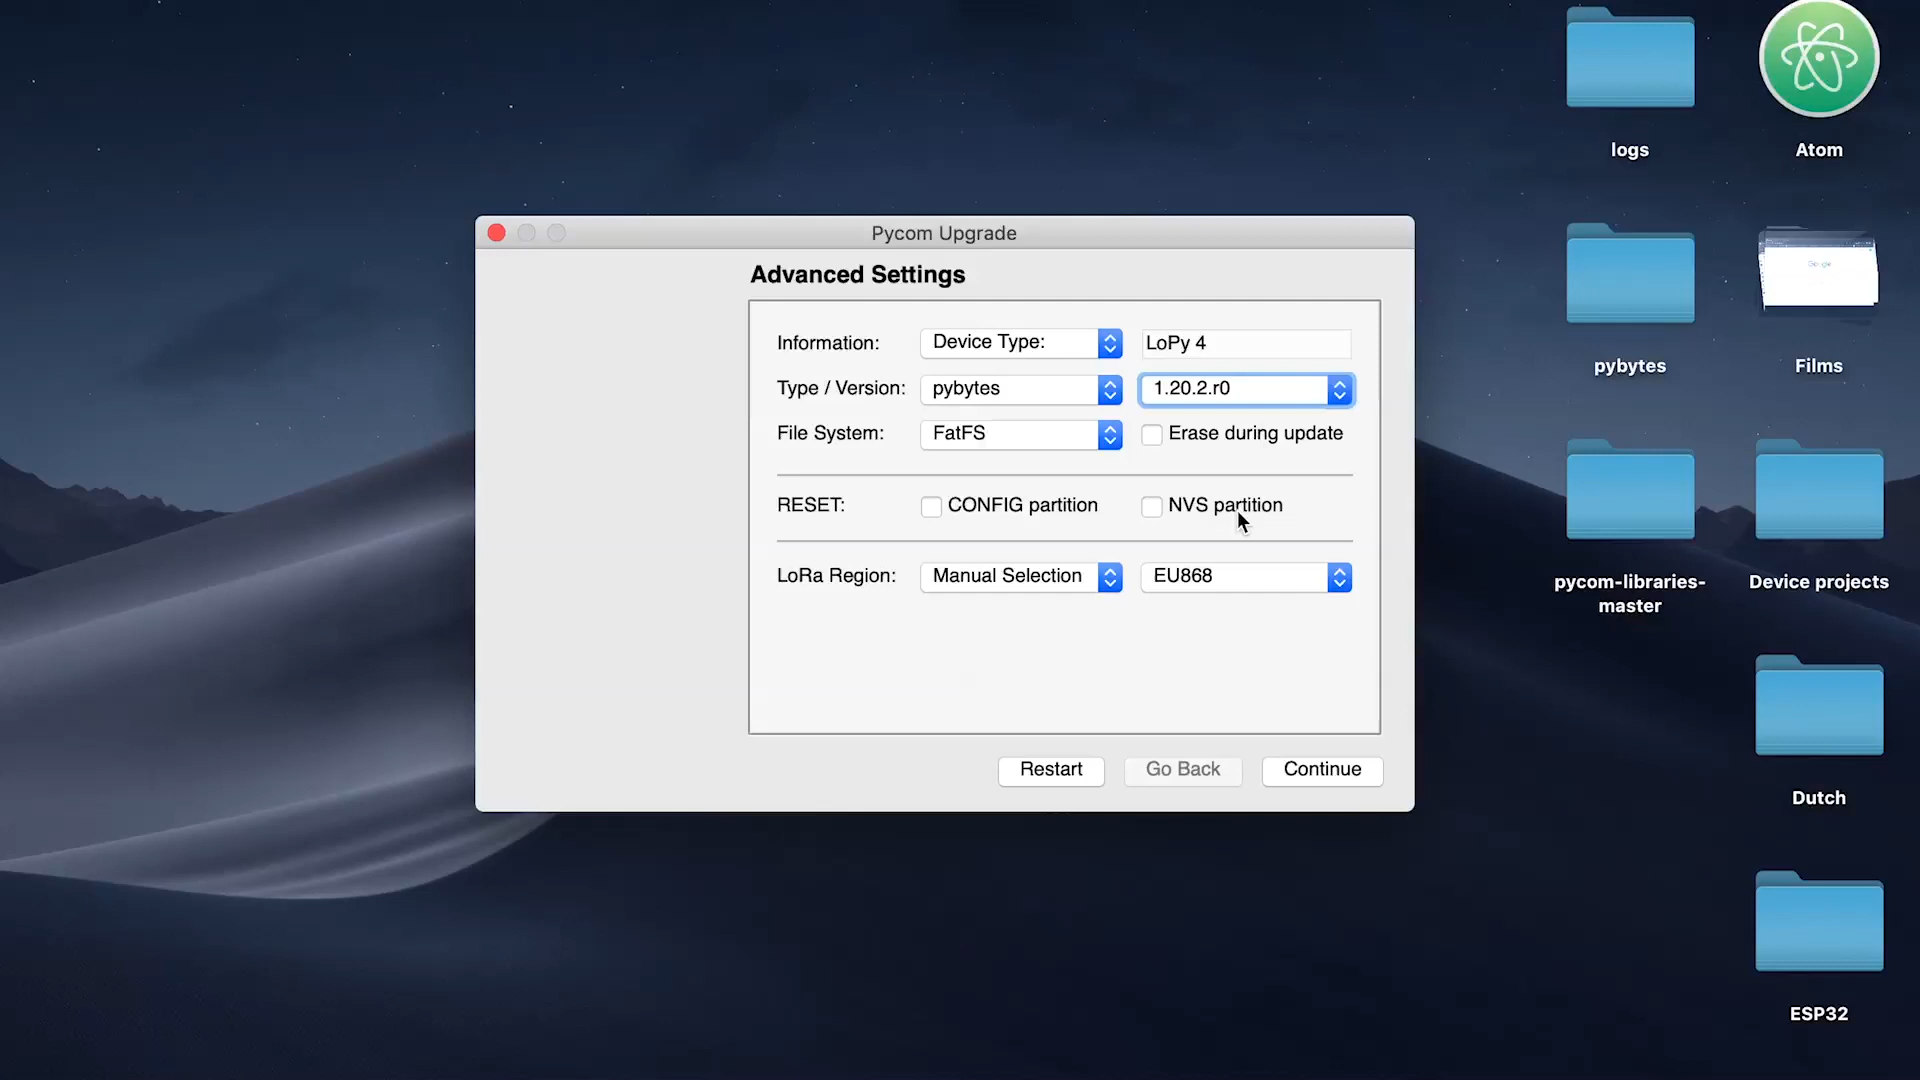 Pycom Upgrade
Advanced Settings
Information: Device Type: LoPy 4
Type / Version: pybytes 1.20.2.r0
File System: FatFS Erase during update
RESET: CONFIG partition NVS partition
LoRa Region: Manual Selection EU868
Restart Go Back Continue
logs Atom
Google
pybytes Films
pycom-libraries-
master
Device projects
Dutch
ESP32